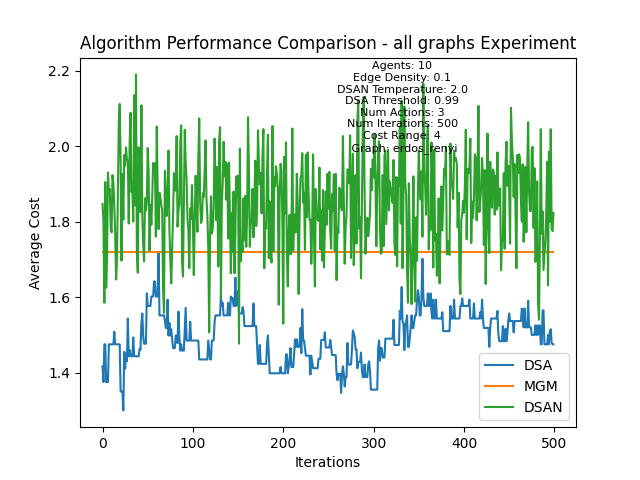 Algorithm Performance Comparison - all graphs Experiment
Agents: 10
Edge Density: 0.1
DSAN Temperature: 2.0
DSA Threshold: 0.99
Num Actions: 3
Num Iterations: 500
Cost Range: 4
Graph: erdos_renyi
2.2
2.0
1.8
1.6
1.4
Average Cost
DSA
MGM
DSAN
0 100 200 300 400 500
Iterations